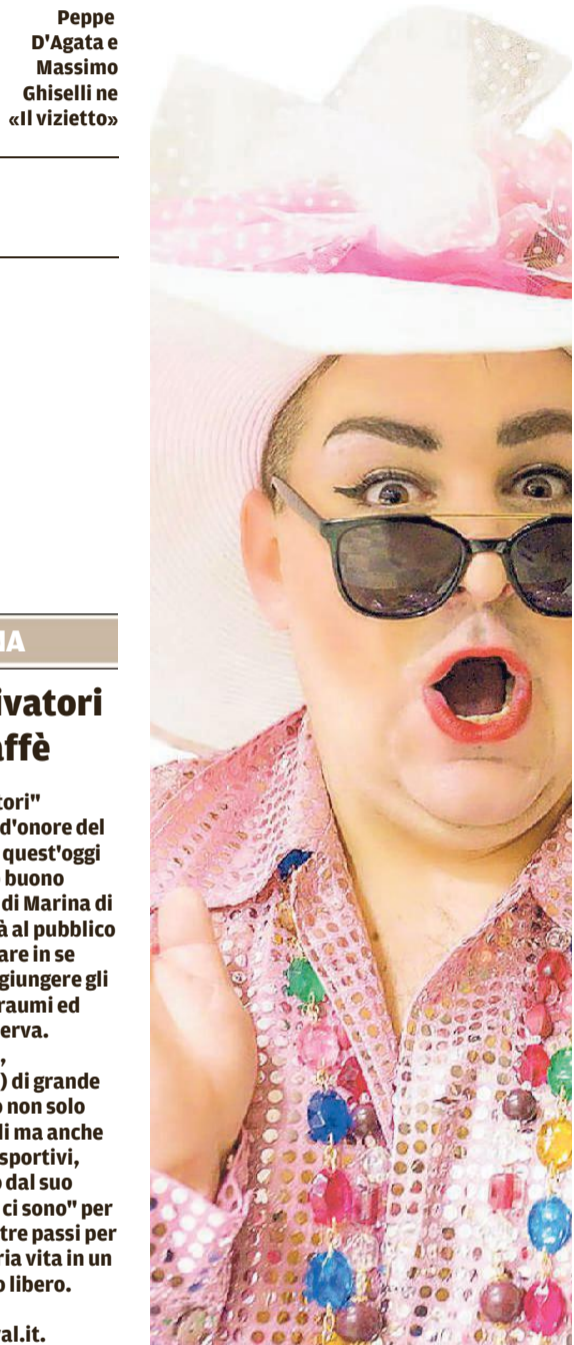 Peppe
D'Agata e
Massimo
Ghiselli ne
«Il vizietto»
IA
ivatori
affè
tori"
d'onore del
quest'oggi
buono
di Marina di
à al pubblico
are in se
giungere gli
raumi ed
erva.
,
) di grande
o non solo
li ma anche
sportivi,
o dal suo
ci sono" per
tre passi per
ria vita in un
o libero.
al.it.